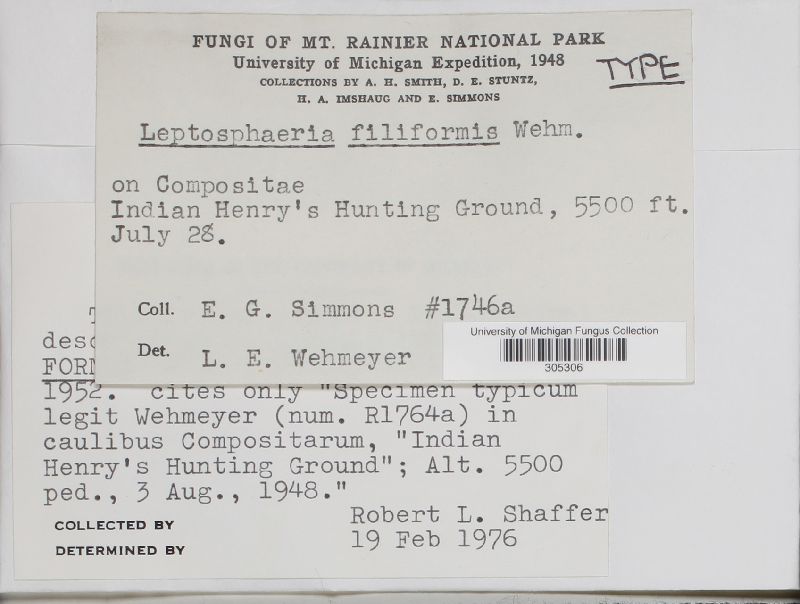 FUNGI OF MT. RAINIER NATIONAL PARK
University of Michigan Expedition, 1948
COLLECTIONS BY A. H. SMITH, D. E. STUNTZ,
H. A. IMSHAUG AND E. SIMMONS
TYPE
Leptosphaeria filiformis Wehm.
on Compositae
Indian Henry's Hunting Ground, 5500 ft.
July 28.
Coll. E. G. Simmons #1746a
Det. L. E. Wehmeyer
University of Michigan Fungus Collection
305306
1952. cites only "Specimen typicum
legit Wehmeyer (num. R1764a) in
caulibus Compositarum, "Indian
Henry's Hunting Ground"; Alt. 5500
ped., 3 Aug., 1948."
Robert L. Shaffer
19 Feb 1976
COLLECTED BY
DETERMINED BY